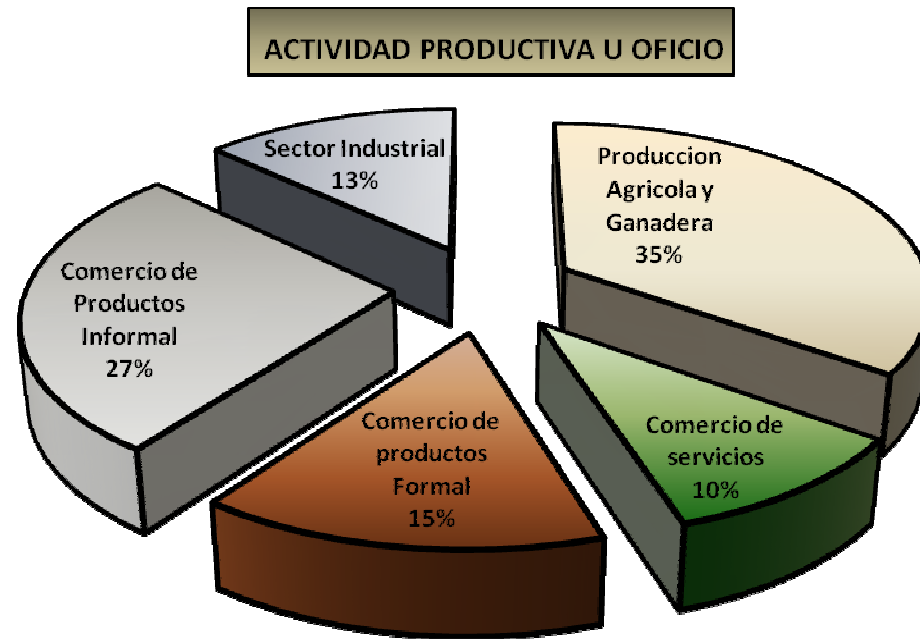 ACTIVIDAD PRODUCTIVA U OFICIO
Sector Industrial
13%
Produccion
Agricola y
Ganadera
35%
Comercio de
Productos
Informal
27%
Comercio de
productos
Formal
15%
Comercio de
servicios
10%